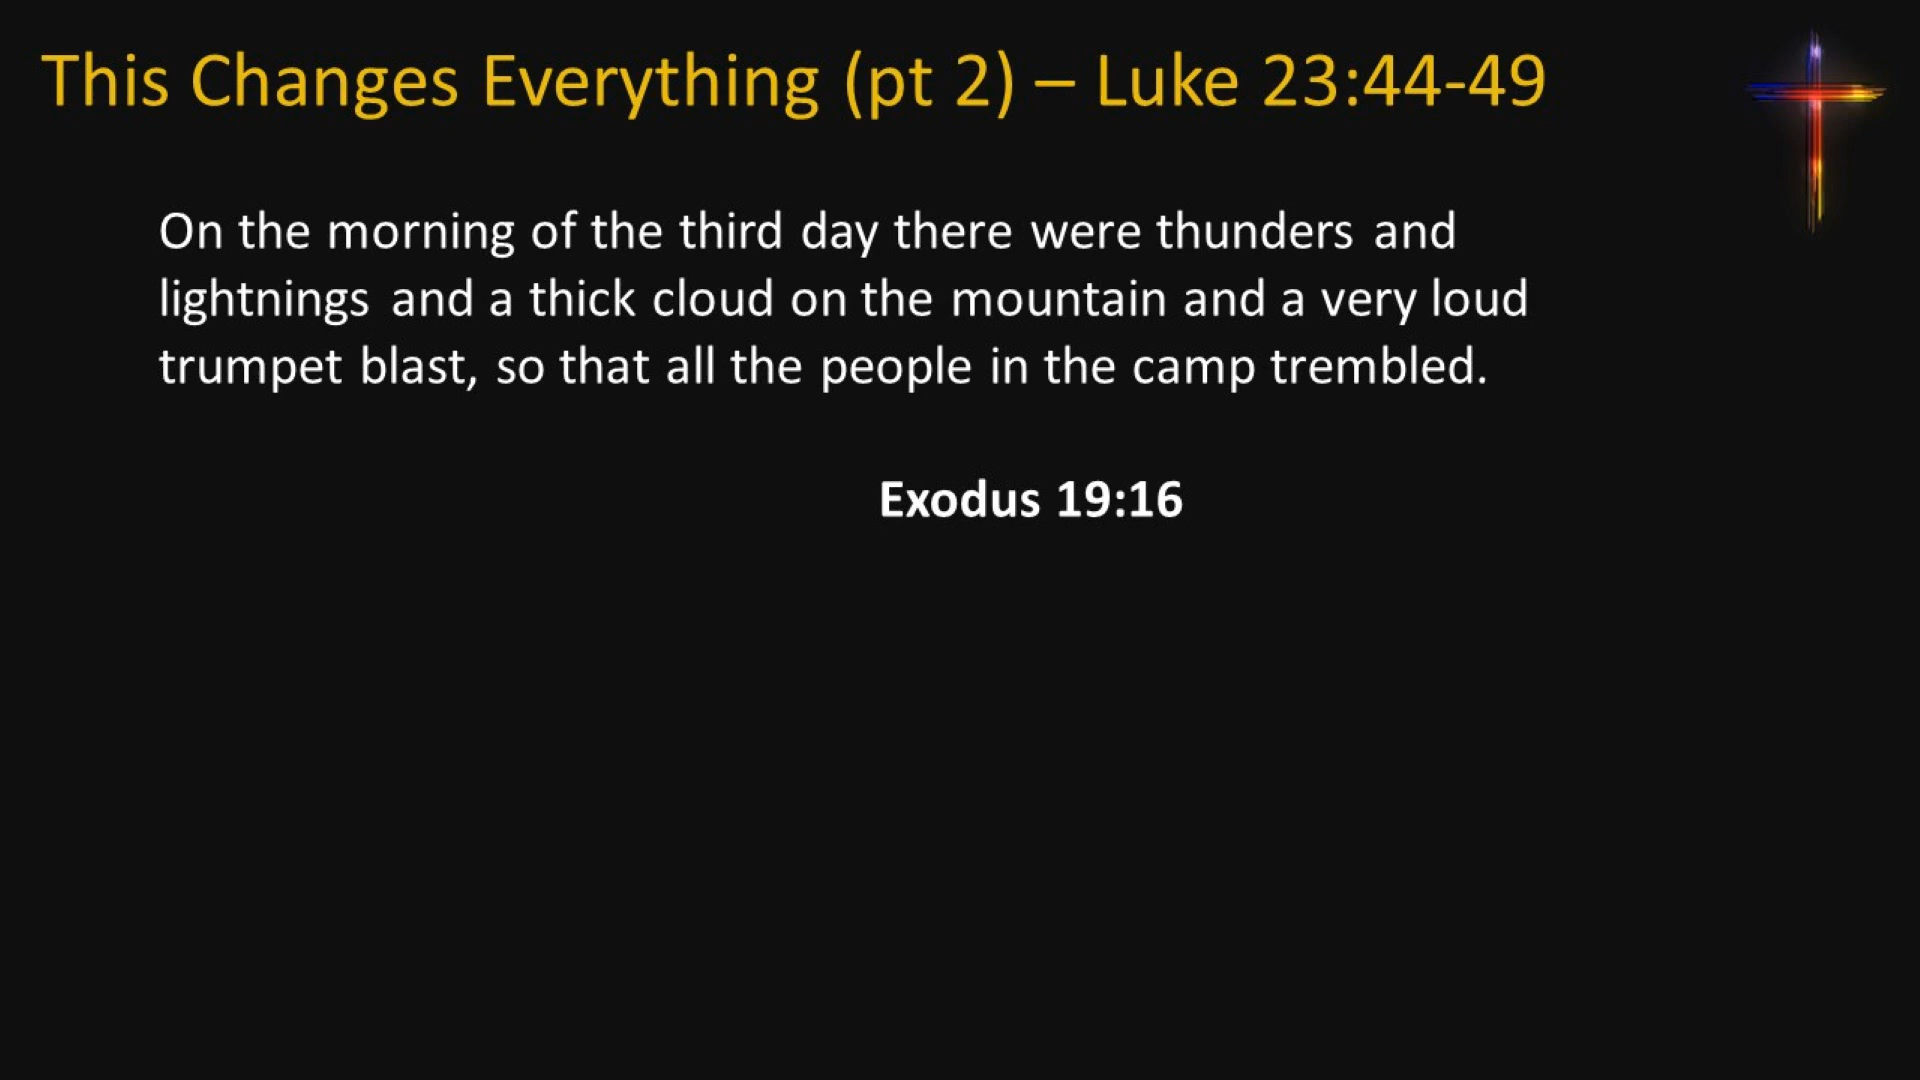 This Changes Everything (pt 2) – Luke 23:44-49
On the morning of the third day there were thunders and
lightnings and a thick cloud on the mountain and a very loud
trumpet blast, so that all the people in the camp trembled.
Exodus 19:16